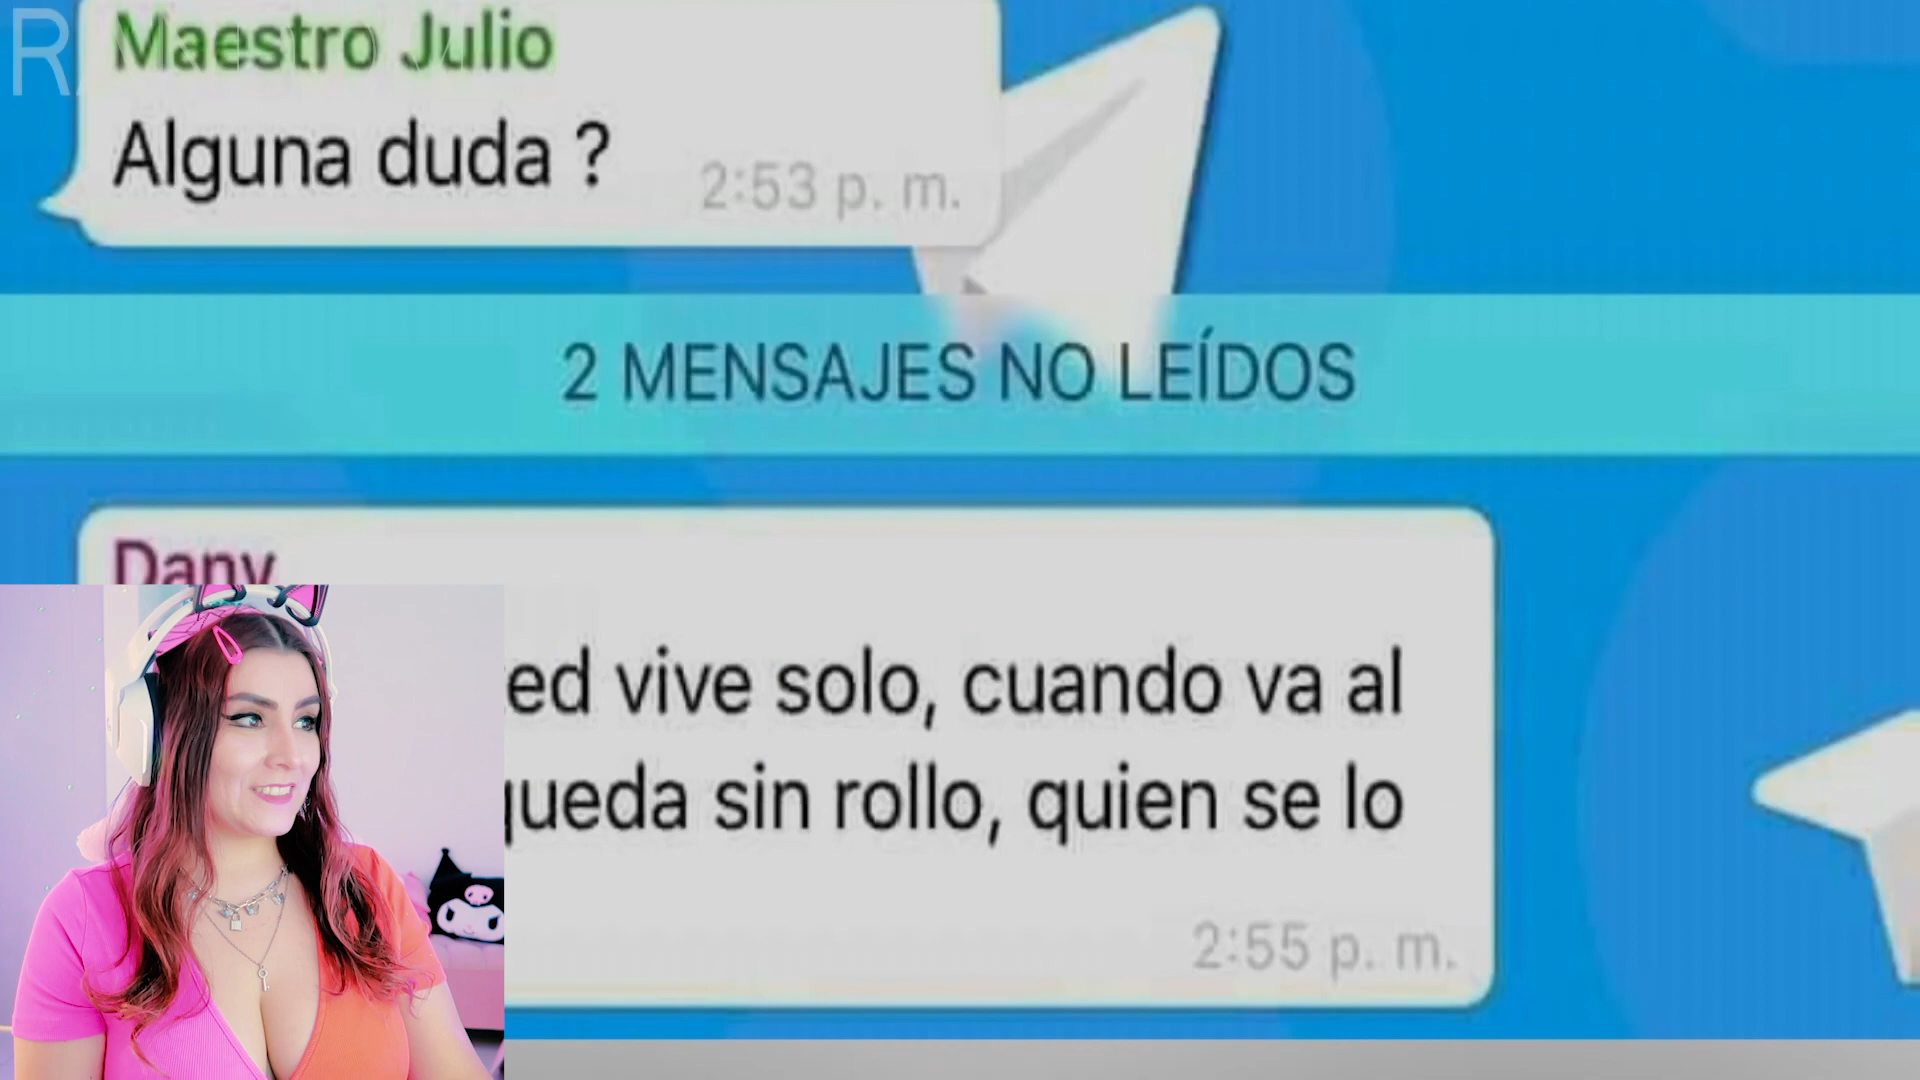 Maestro Julio
Alguna duda ?
2:53 p. m.
2 MENSAJES NO LEÍDOS
Dany
vive solo, cuando va al
queda sin rollo, quien se lo
2:55 p. m.